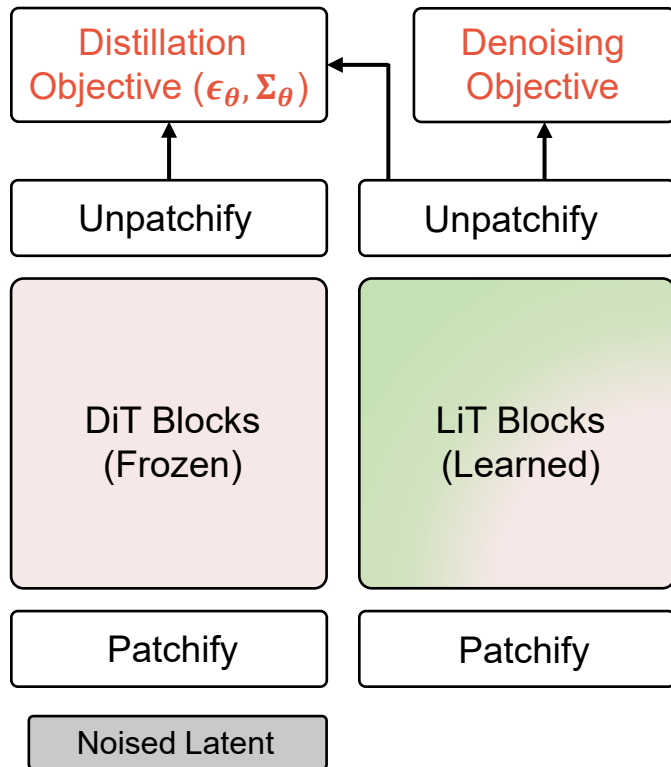 Distillation
Objective (ϵθ, Σθ)
Denoising
Objective
Unpatchify
Unpatchify
DiT Blocks
(Frozen)
LiT Blocks
(Learned)
Patchify
Patchify
Noised Latent